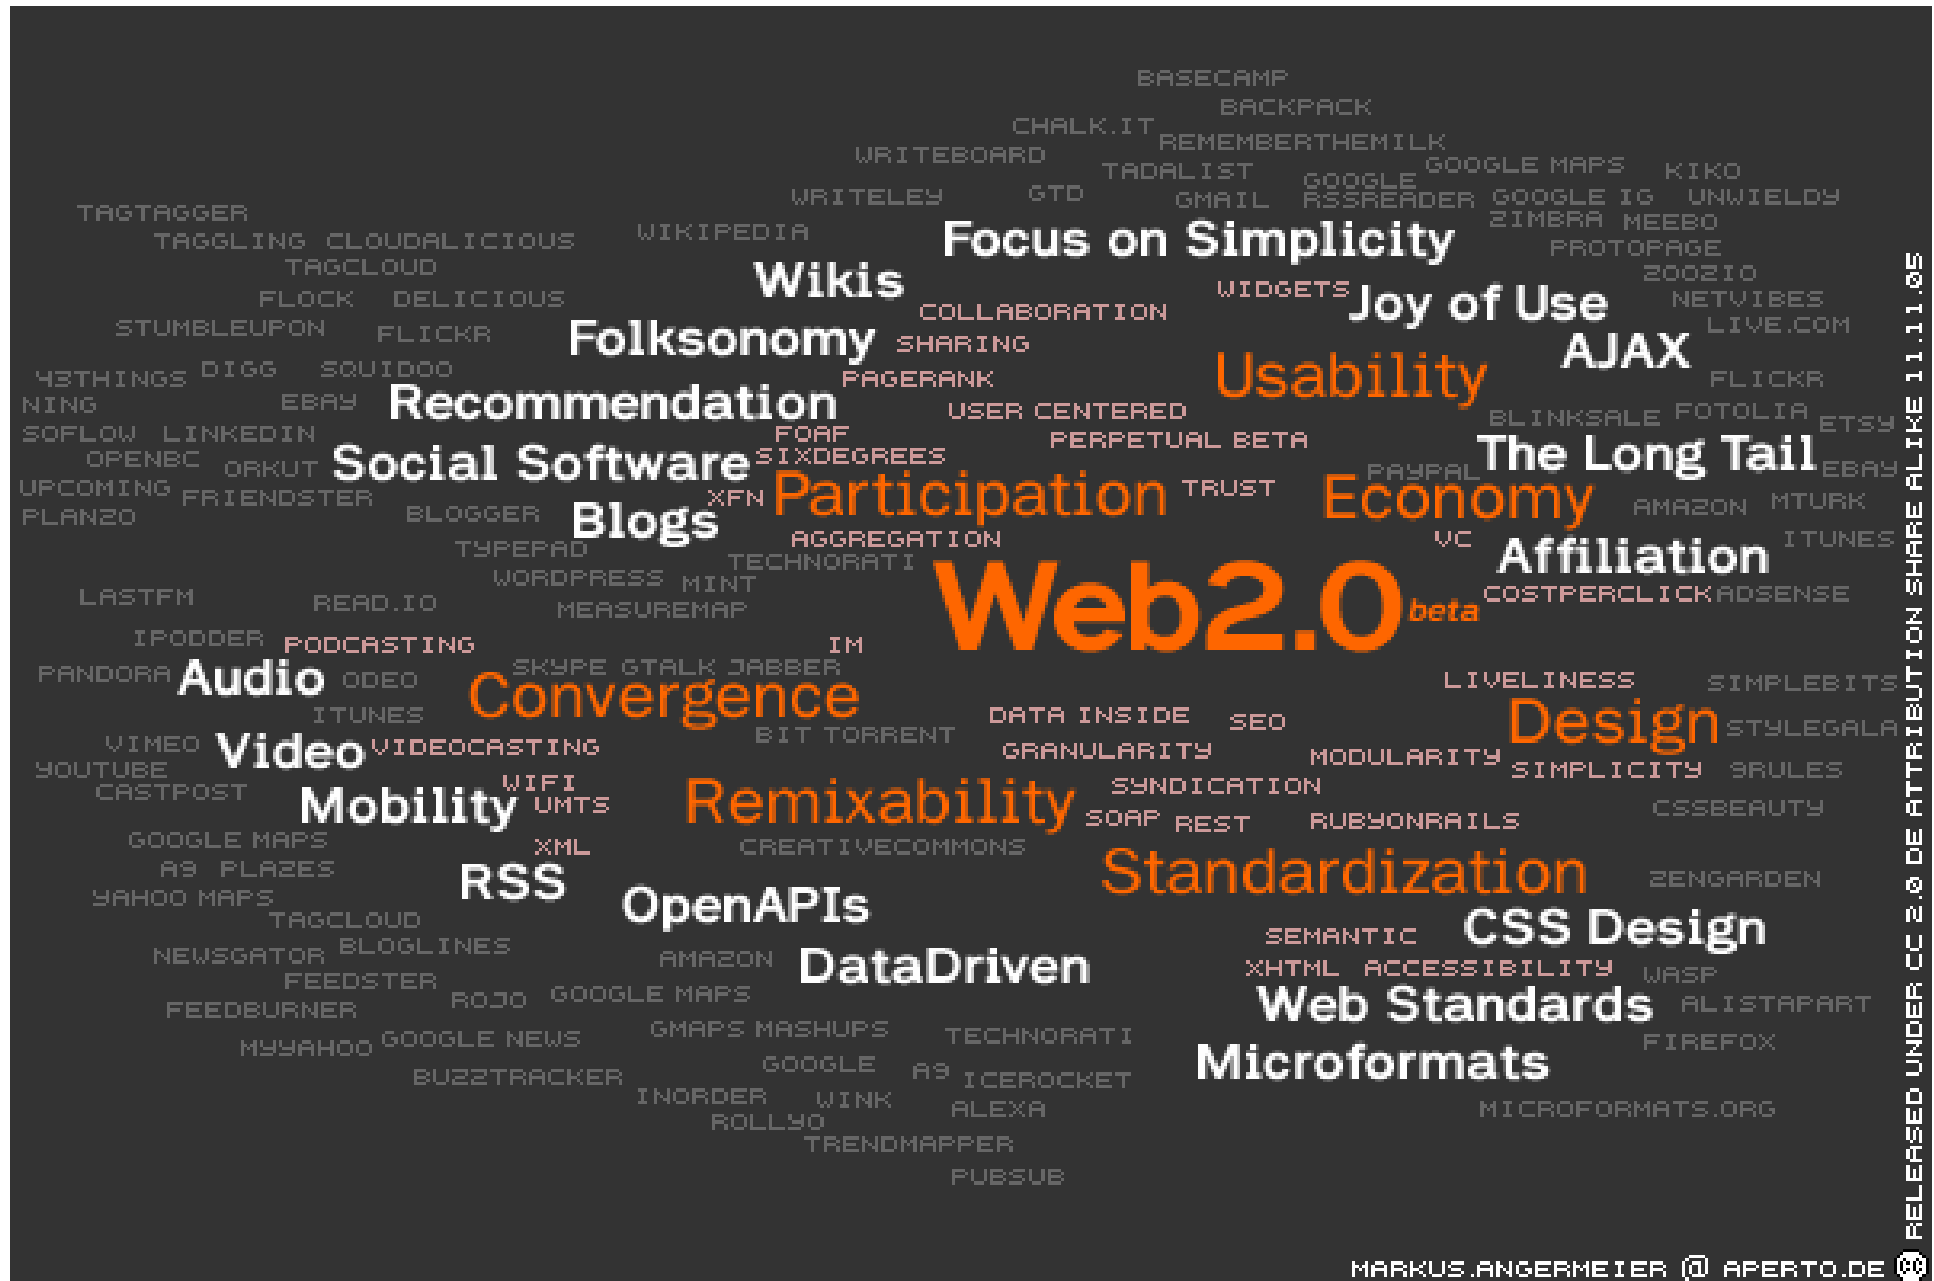 BASECAMP
BACKPACK
CHALK.IT
REMEMBERTHEMILK
WRITEBOARD
TADALIST
GOOGLE MAPS
KIKO
GOOGLE RSSREADER
WRITELEY
GTD
GMAIL
GOOGLE IG
UNWIELDY
TAGTAGGER
ZIMBRA
MEEBO
WIKIPEDIA
TAGGLING
CLOUDALICIOUS
Focus on Simplicity
PROTOPAGE
TAGCLOUD
ZOOZIO
Wikis
WIDGETS
Joy of Use
NETVIBES
FLOCK
DELICIOUS
COLLABORATION
LIVE.COM
STUMBLEUPON
FLICKR
Folksonomy
SHARING
AJAX
43THINGS
DIGG
SQUIDOO
PAGERANK
Usability
FLICKR
NING
EBAY
Recommendation
USER CENTERED
BLINKSALE
FOTOLIA
ETSY
SOFLOW
LINKEDIN
FOAF
PERPETUAL BETA
OPENBC
ORKUT
Social Software
SIXDEGREES
PAYPAL
The Long Tail
EBAY
UPCOMING
FRIENDSTER
XFN
Participation
TRUST
Economy
AMAZON
MTURK
PLANZO
BLOGGER
Blogs
AGGREGATION
VC
Affiliation
ITUNES
TYPEPAD
TECHNORATI
WORDPRESS
MINT
Web2.0 beta
COSTPERCLICK
ADSENSE
LASTFM
READ.IO
MEASUREMAP
IPODDER
PODCASTING
IM
PANDORA
Audio
ODEO
SKYPE GTALK JABBER
LIVELINESS
SIMPLEBITS
Convergence
ITUNES
DATA INSIDE
SEO
Design
STYLEGALA
VIMEO
Video
VIDEOCASTING
BIT TORRENT
GRANULARITY
MODULARITY
SIMPLICITY
9RULES
YOUTUBE
CASTPOST
WIFI
SYNDICATION
Mobility
UMTS
Remixability
SOAP
REST
RUBYONRAILS
CSSBEAUTY
GOOGLE MAPS
XML
CREATIVECOMMONS
A9
PLAZES
Standardization
ZENGARDEN
YAHOO MAPS
RSS
OpenAPIs
TAGCLOUD
SEMANTIC
CSS Design
NEWSGATOR
BLOGLINES
AMAZON
DataDriven
XHTML
ACCESSIBILITY
WASP
FEEDSTER
FEEDBURNER
ROJO
GOOGLE MAPS
Web Standards
ALISTAPART
MYYAHOO
GOOGLE NEWS
GMAPS MASHUPS
TECHNORATI
FIREFOX
BUZZTRACKER
GOOGLE
A9
ICEROCKET
Microformats
INORDER
WINK
ALEXA
MICROFORMATS.ORG
ROLLYO
TRENDMAPPER
PUBSUB
MARKUS.ANGERMEIER @ APERTO.DE
cc RELEASED UNDER CC 2.0 DE ATTRIBUTION SHARE ALIKE 11.11.05